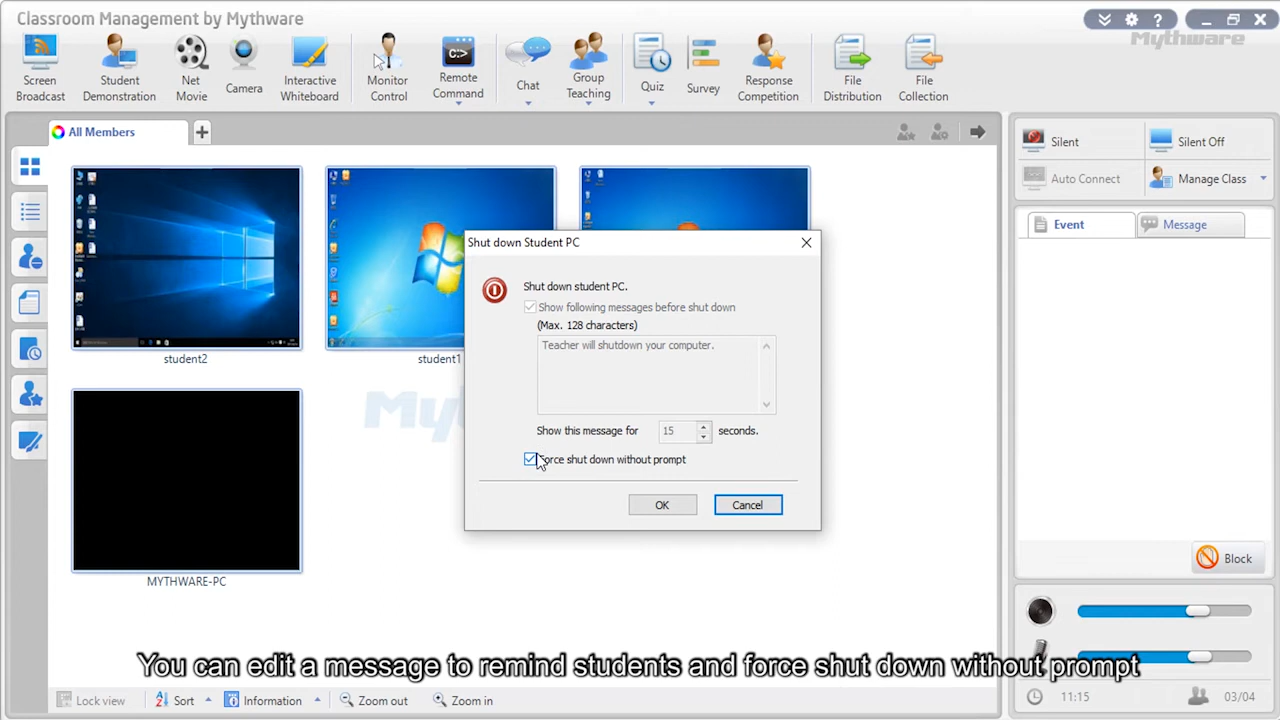 Classroom Management by Mythware
Mythware
Screen
Broadcast
Student
Demonstration
Net
Movie
Camera
Interactive
Whiteboard
Monitor
Control
Remote
Command
Chat
Group
Teaching
Quiz
Survey
Response
Competition
File
Distribution
File
Collection
All Members
Silent
Silent Off
Auto Connect
Manage Class
Event
Message
student2
student1
MYTHWARE-PC
Shut down Student PC
Shut down student PC.
Show following messages before shut down
(Max. 128 characters)
Teacher will shutdown your computer.
Show this message for 15 seconds.
Force shut down without prompt
OK
Cancel
Block
You can edit a message to remind students and force shut down without prompt
Lock view
Sort
Information
Zoom out
Zoom in
11:15
03/04